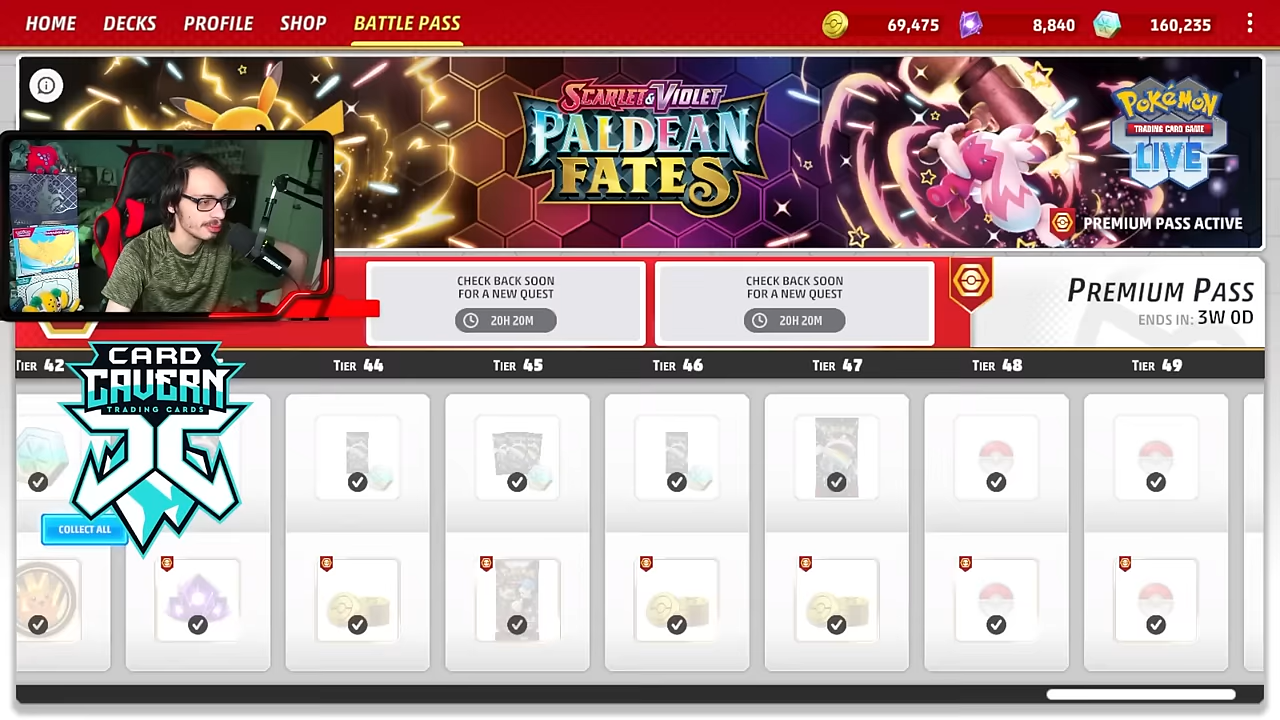 HOME DECKS PROFILE SHOP BATTLE PASS 69,475 8,840 160,235
SCARLET & VIOLET
PALDEAN
FATES
POKÉMON
TRADING CARD GAME
LIVE
PREMIUM PASS ACTIVE
CHECK BACK SOON
FOR A NEW QUEST
20H 20M
CHECK BACK SOON
FOR A NEW QUEST
20H 20M
PREMIUM PASS
ENDS IN: 3W 0D
TIER 42 TIER 44 TIER 45 TIER 46 TIER 47 TIER 48 TIER 49
CARD
CAVERN
TRADING CARDS
COLLECT ALL